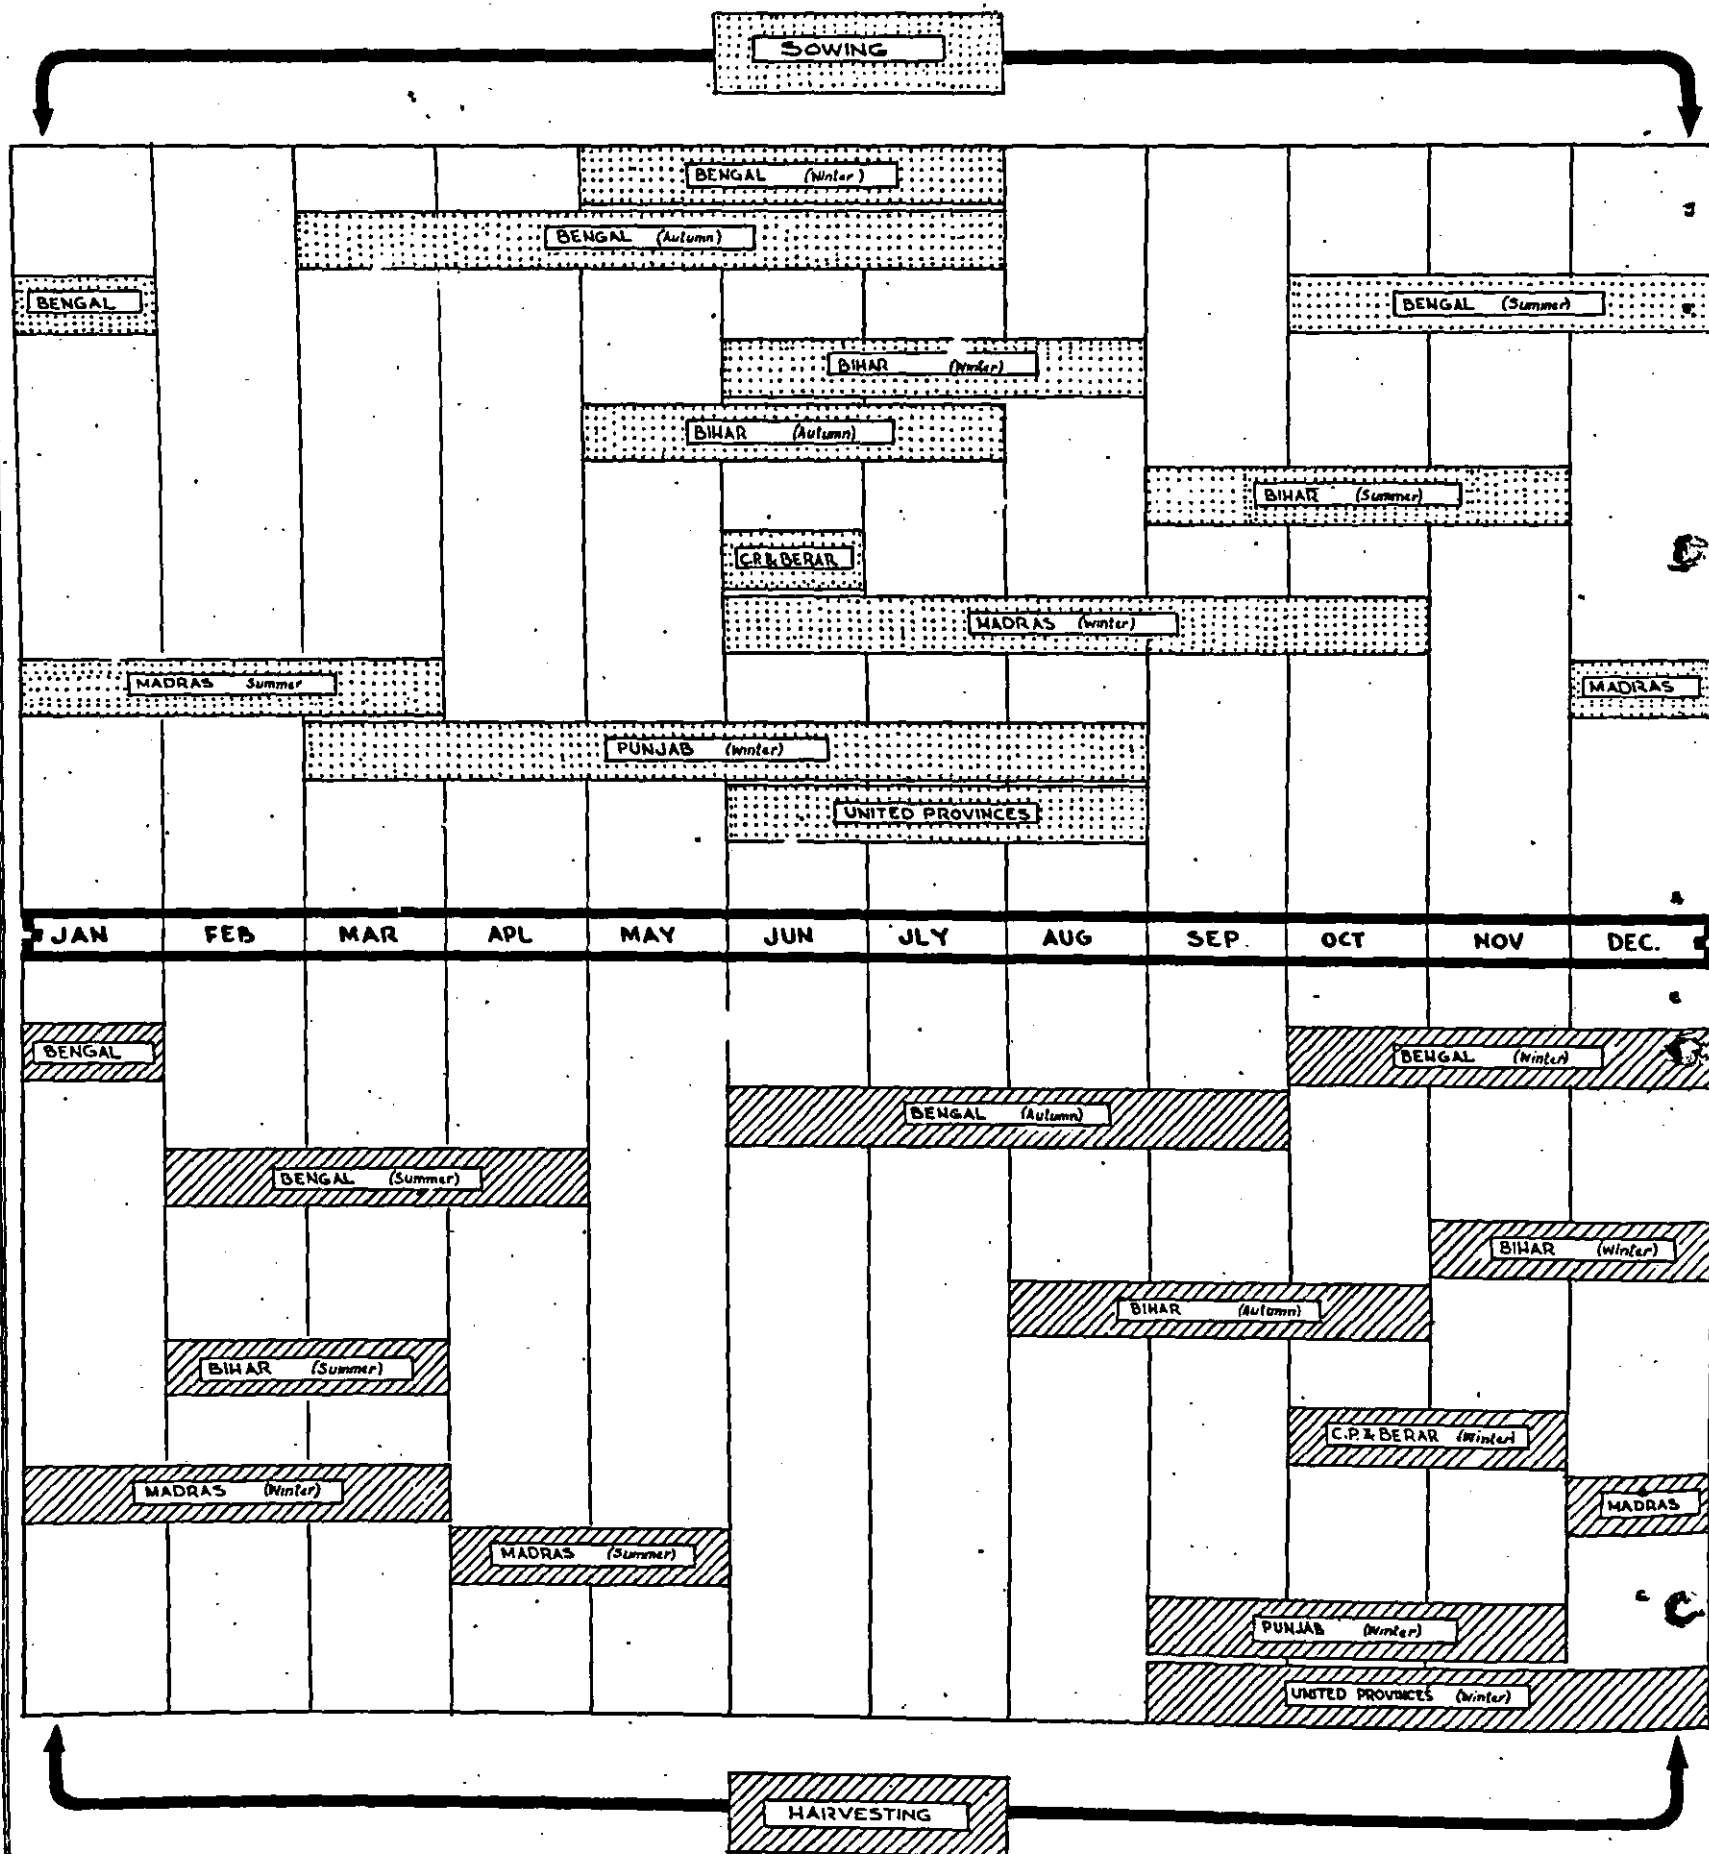 SOWING
BENGAL (Winter)
BENGAL (Autumn)
BENGAL
BENGAL (Summer)
BIHAR (Winter)
BIHAR (Autumn)
BIHAR (Summer)
C.P. & BERAR
MADRAS (Winter)
MADRAS Summer
MADRAS
PUNJAB (Winter)
UNITED PROVINCES
JAN FEB MAR APL MAY JUN JLY AUG SEP. OCT NOV DEC.
BENGAL
BENGAL (Winter)
BENGAL (Autumn)
BENGAL (Summer)
BIHAR (Winter)
BIHAR (Autumn)
BIHAR (Summer)
C.P. & BERAR (Winter)
MADRAS (Winter)
MADRAS
MADRAS (Summer)
PUNJAB (Winter)
UNITED PROVINCES (Winter)
HARVESTING